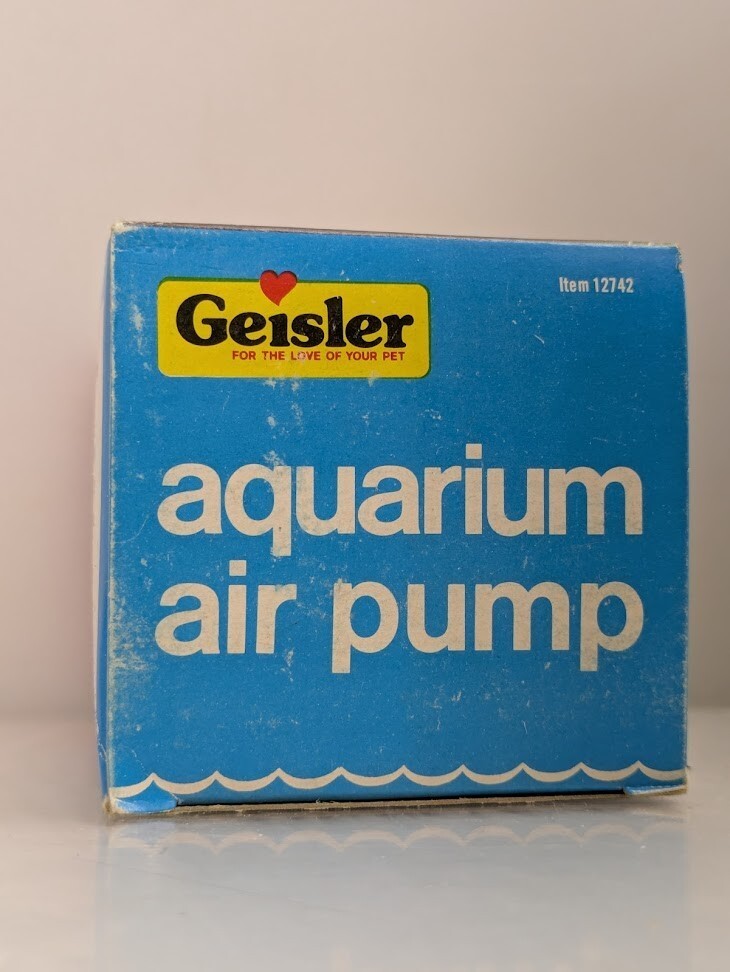 Geisler
FOR THE LOVE OF YOUR PET
Item 12742
aquarium
air pump